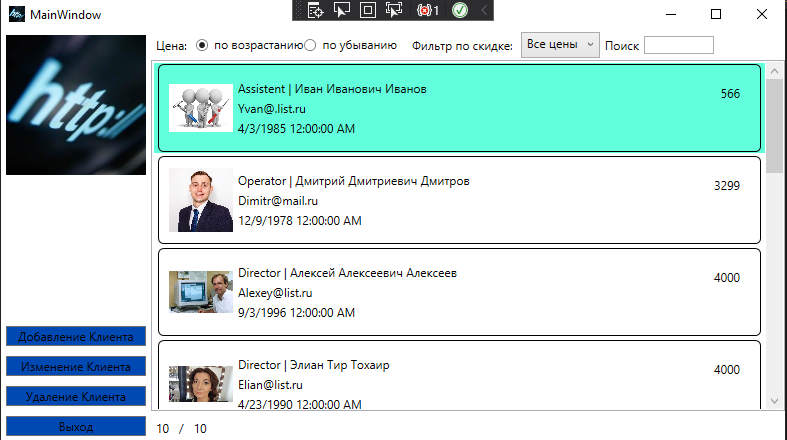 MainWindow
1
http://
Цена:
по возрастанию
по убыванию
Фильтр по скидке:
Все цены
Поиск
Assistent | Иван Иванович Иванов
566
Yvan@.list.ru
4/3/1985 12:00:00 AM
Operator | Дмитрий Дмитриевич Дмитров
3299
Dimitr@mail.ru
12/9/1978 12:00:00 AM
Director | Алексей Алексеевич Алексеев
4000
Alexey@list.ru
9/3/1996 12:00:00 AM
Director | Элиан Тир Тохаир
4000
Elian@list.ru
4/23/1990 12:00:00 AM
Добавление Клиента
Изменение Клиента
Удаление Клиента
Выход
10 / 10